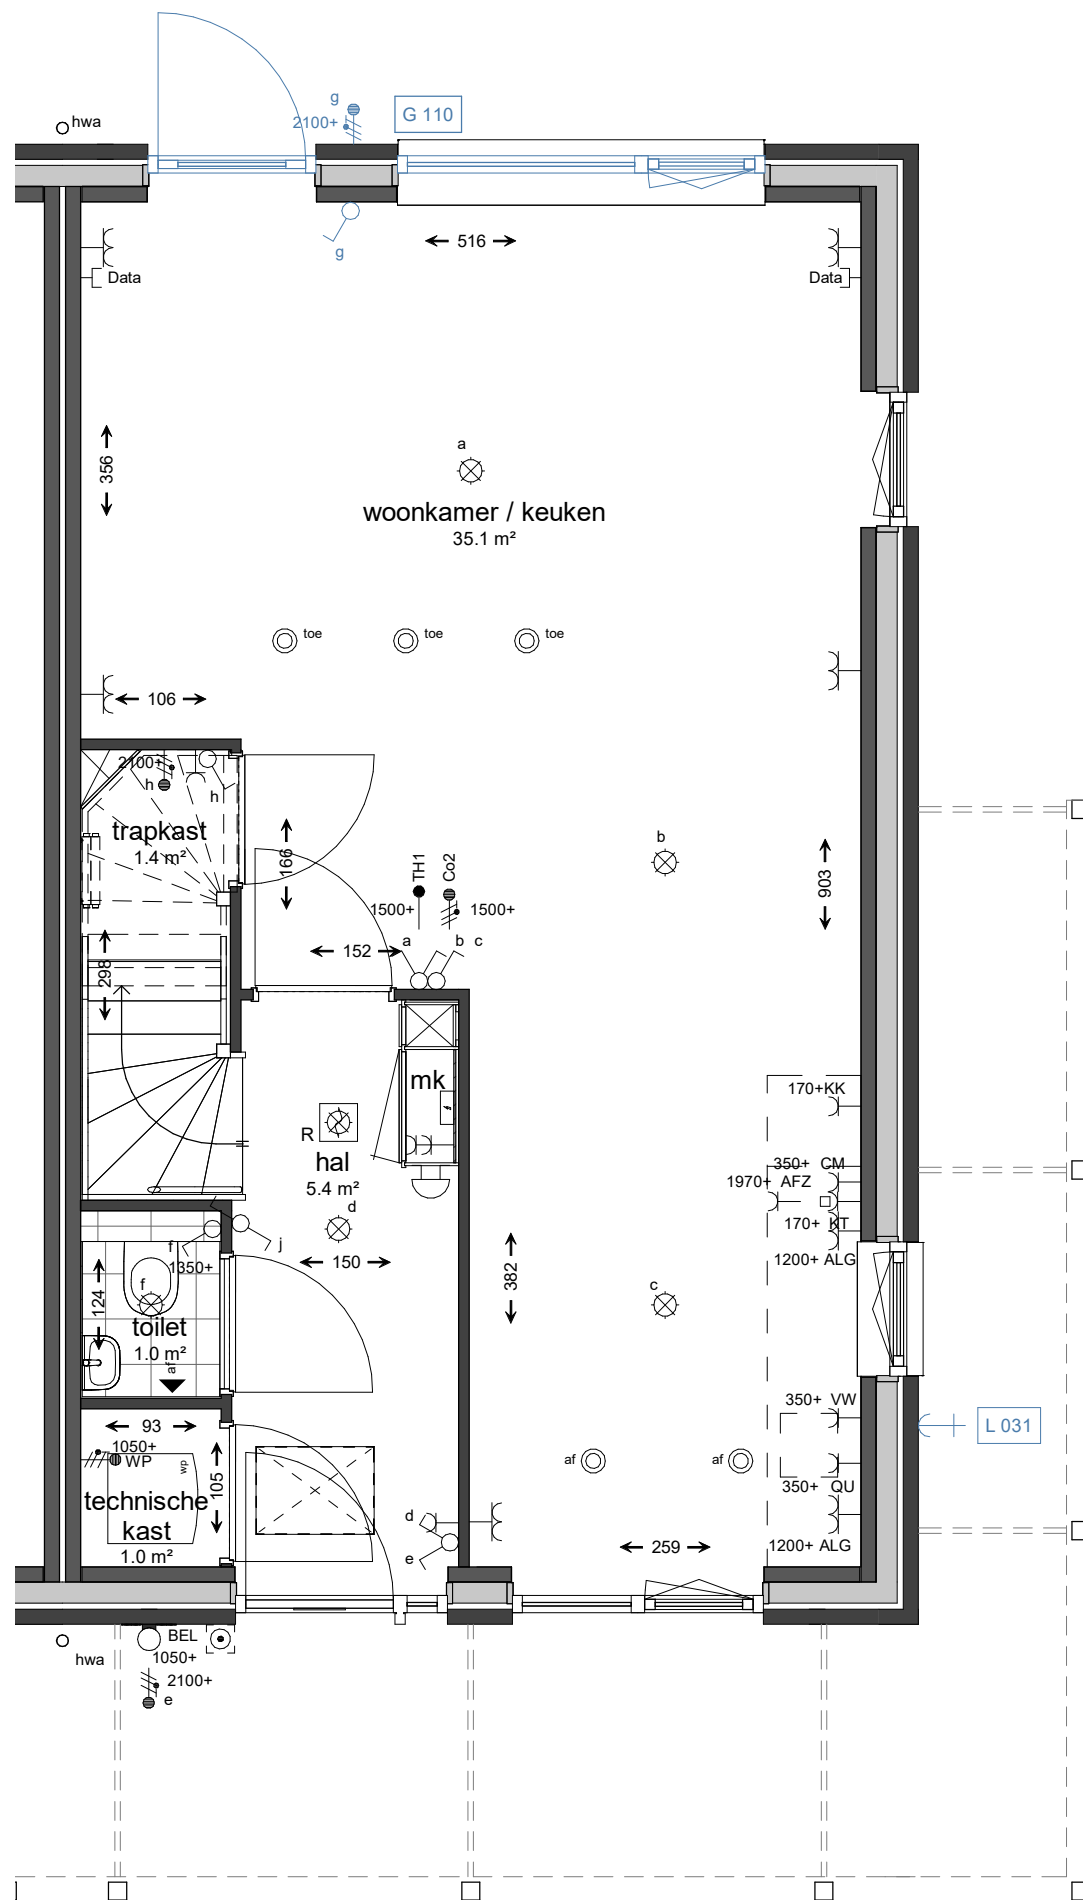 g
G 110
hwa
2100+
g
516
Data
Data
a
356
woonkamer / keuken
35.1 m²
toe
toe
toe
106
2100+
h
h
trapkast
1.4 m²
b
166
TH1
Co2
903
1500+
1500+
a
b
c
152
298
mk
170+KK
R
hal
5.4 m²
350+ CM
1970+ AFZ
170+ KT
1200+ ALG
d
j
f
1350+
150
382
124
f
c
toilet
1.0 m²
af
93
350+ VW
L 031
1050+
WP
wp
105
af
af
350+ QU
technische
kast
1.0 m²
d
e
259
1200+ ALG
BEL
hwa
1050+
2100+
e